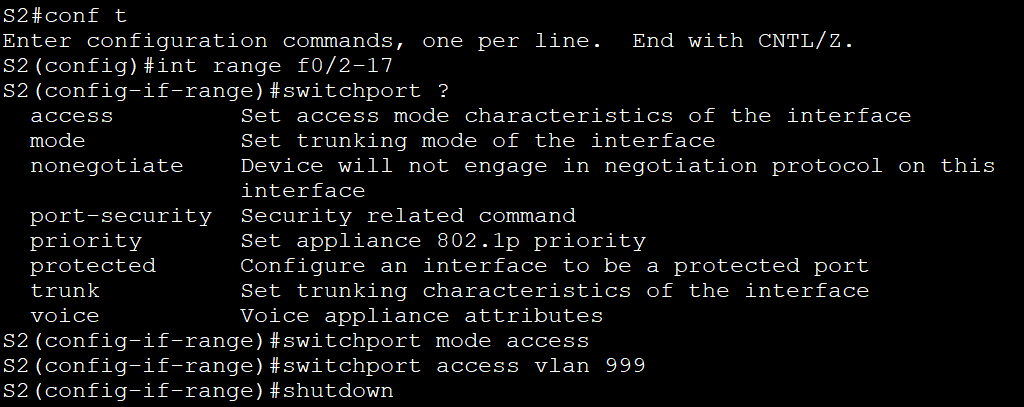 S2#conf t
Enter configuration commands, one per line.  End with CNTL/Z.
S2(config)#int range f0/2-17
S2(config-if-range)#switchport ?
  access         Set access mode characteristics of the interface
  mode           Set trunking mode of the interface
  nonegotiate    Device will not engage in negotiation protocol on this
                 interface
  port-security  Security related command
  priority       Set appliance 802.1p priority
  protected      Configure an interface to be a protected port
  trunk          Set trunking characteristics of the interface
  voice          Voice appliance attributes
S2(config-if-range)#switchport mode access
S2(config-if-range)#switchport access vlan 999
S2(config-if-range)#shutdown